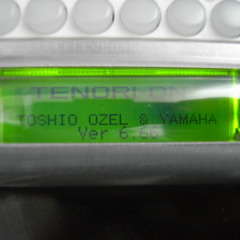 TENORI-ON
TOSHIO OZEL & YAMAHA
Ver 6.66